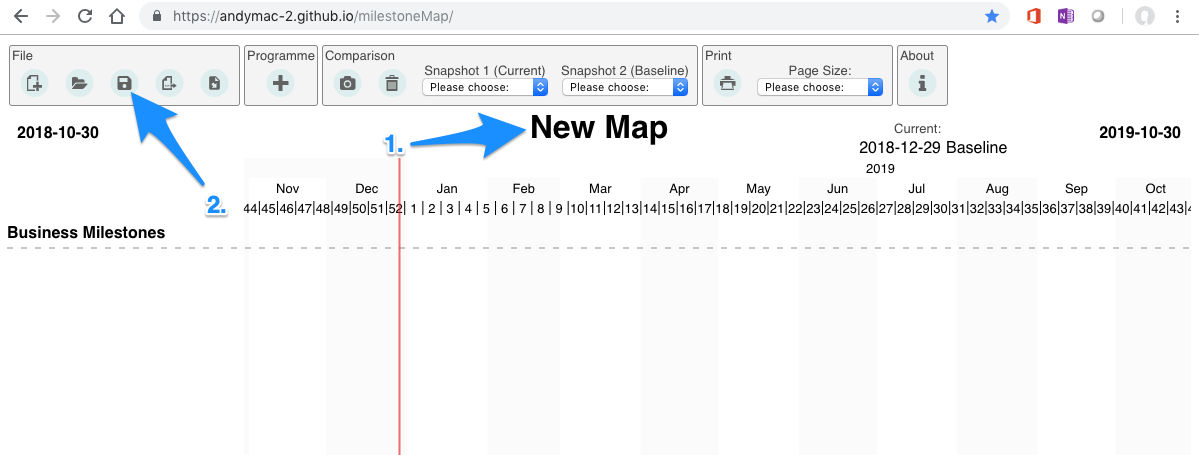 https://andymac-2.github.io/milestoneMap/
File
Programme
Comparison
Snapshot 1 (Current)
Please choose:
Snapshot 2 (Baseline)
Please choose:
Print
Page Size:
Please choose:
About
2018-10-30
1.
New Map
Current:
2018-12-29 Baseline
2019-10-30
2019
2.
Nov Dec Jan Feb Mar Apr May Jun Jul Aug Sep Oct
44|45|46|47|48|49|50|51|52| 1 | 2 | 3 | 4 | 5 | 6 | 7 | 8 | 9 |10|11|12|13|14|15|16|17|18|19|20|21|22|23|24|25|26|27|28|29|30|31|32|33|34|35|36|37|38|39|40|41|42|43|
Business Milestones